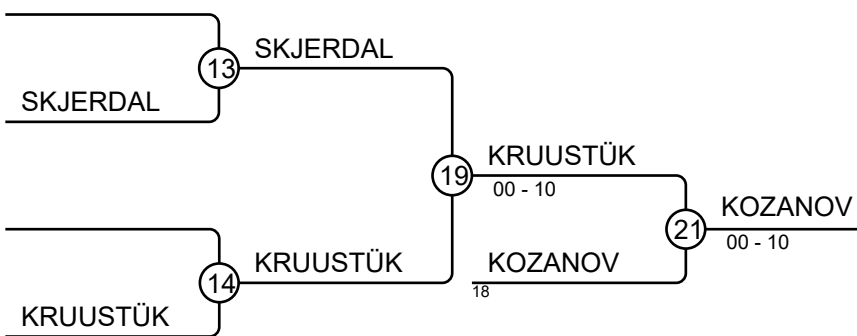 SKJERDAL
13
SKJERDAL
KRUUSTÜK
19
00 - 10
KOZANOV
21
00 - 10
KRUUSTÜK
KOZANOV
14
18
KRUUSTÜK